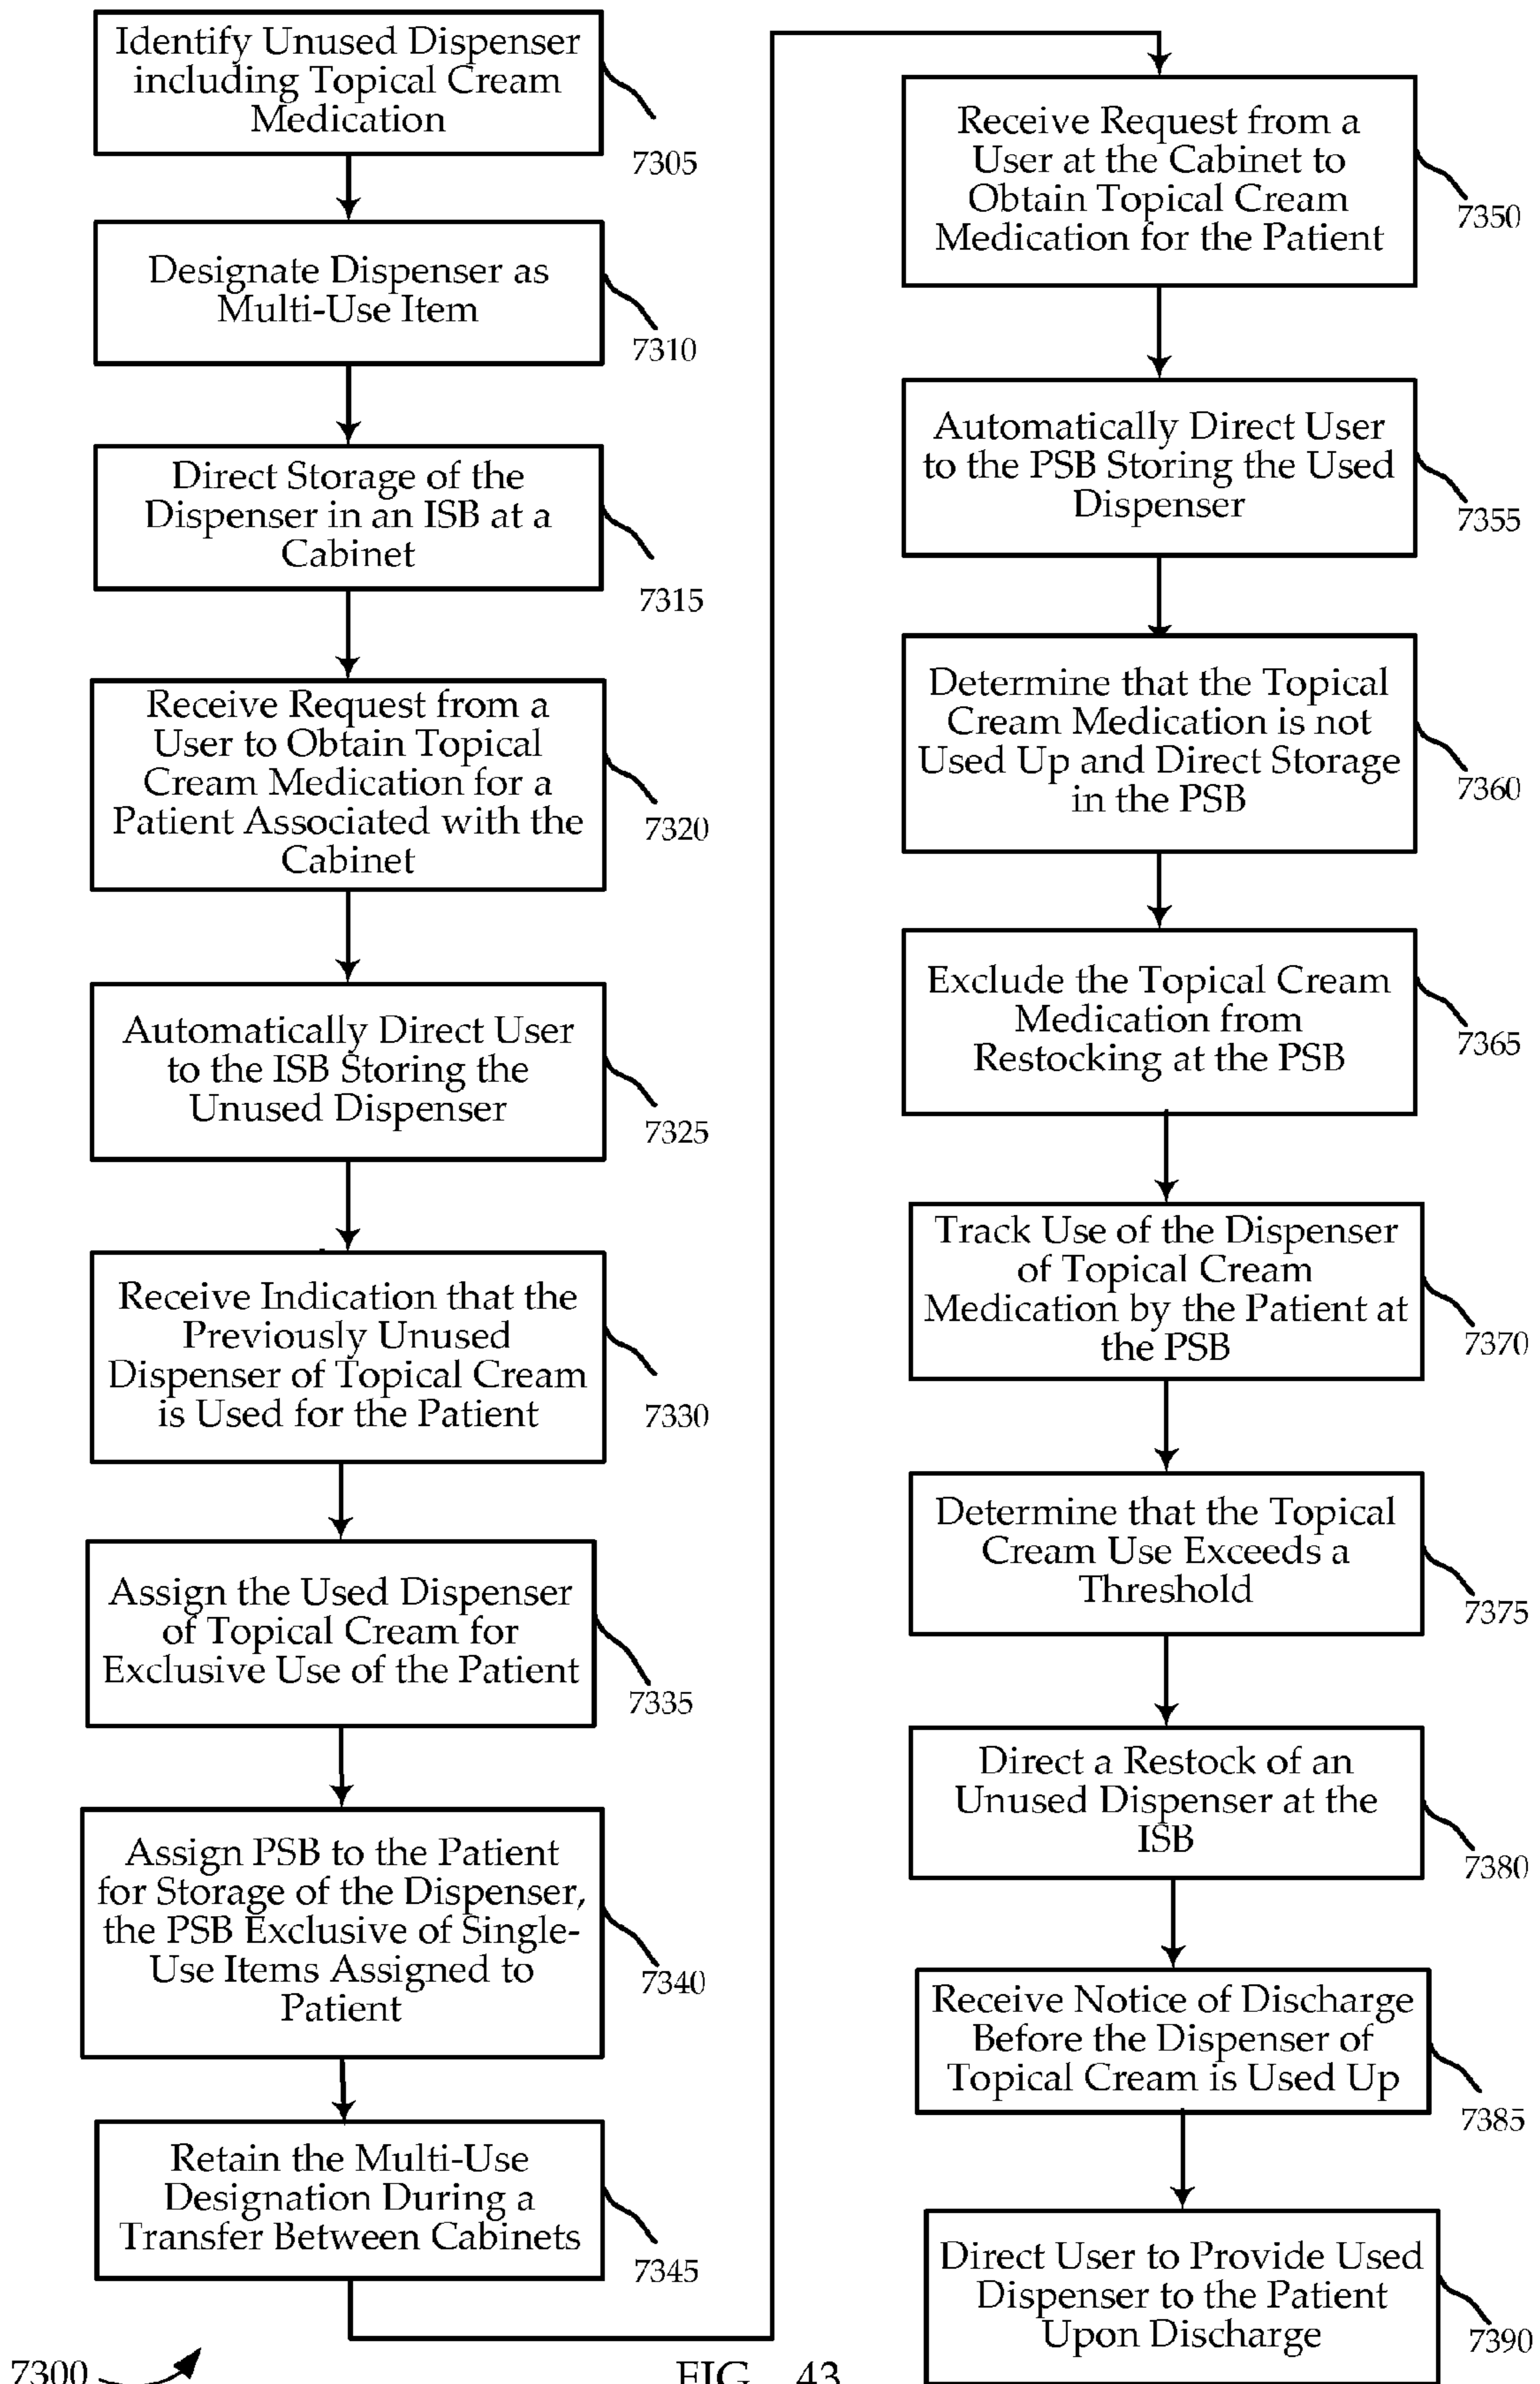 Identify Unused Dispenser
including Topical Cream
Medication
7305
Designate Dispenser as
Multi-Use Item
7310
Direct Storage of the
Dispenser in an ISB at a
Cabinet
7315
Receive Request from a
User to Obtain Topical
Cream Medication for a
Patient Associated with the
Cabinet
7320
Automatically Direct User
to the ISB Storing the
Unused Dispenser
7325
Receive Indication that the
Previously Unused
Dispenser of Topical Cream
is Used for the Patient
7330
Assign the Used Dispenser
of Topical Cream for
Exclusive Use of the Patient
7335
Assign PSB to the Patient
for Storage of the Dispenser,
the PSB Exclusive of Single-
Use Items Assigned to
Patient
7340
Retain the Multi-Use
Designation During a
Transfer Between Cabinets
7345
Receive Request from a
User at the Cabinet to
Obtain Topical Cream
Medication for the Patient
7350
Automatically Direct User
to the PSB Storing the Used
Dispenser
7355
Determine that the Topical
Cream Medication is not
Used Up and Direct Storage
in the PSB
7360
Exclude the Topical Cream
Medication from
Restocking at the PSB
7365
Track Use of the Dispenser
of Topical Cream
Medication by the Patient at
the PSB
7370
Determine that the Topical
Cream Use Exceeds a
Threshold
7375
Direct a Restock of an
Unused Dispenser at the
ISB
7380
Receive Notice of Discharge
Before the Dispenser of
Topical Cream is Used Up
7385
Direct User to Provide Used
Dispenser to the Patient
Upon Discharge
7390
7300
FIG. 43